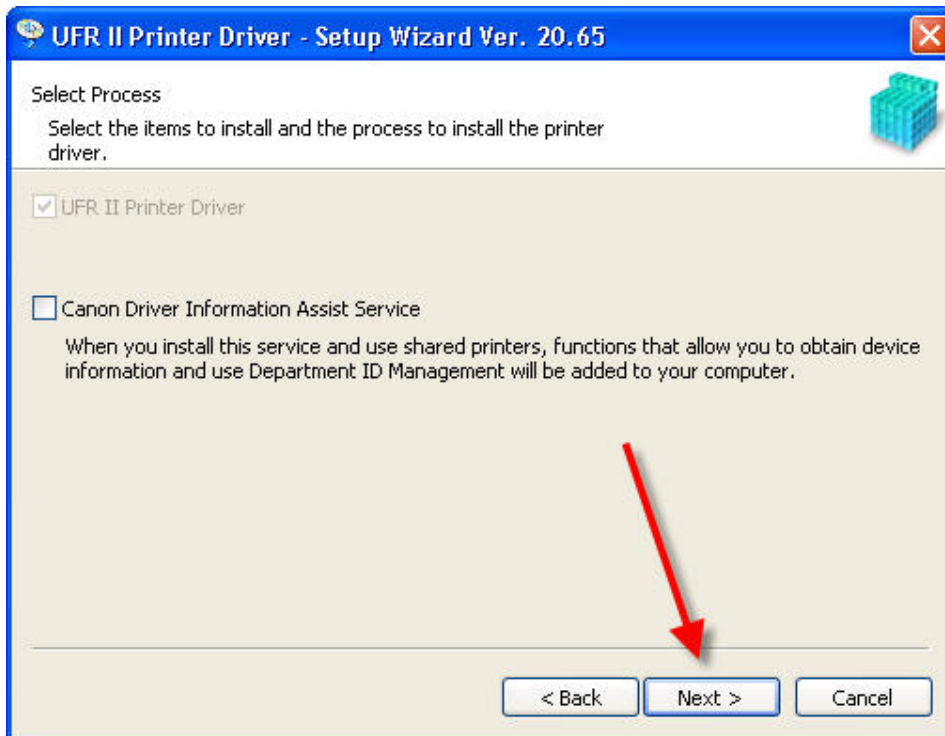 UFR II Printer Driver - Setup Wizard Ver. 20.65
Select Process
Select the items to install and the process to install the printer
driver.
UFR II Printer Driver
Canon Driver Information Assist Service
When you install this service and use shared printers, functions that allow you to obtain device
information and use Department ID Management will be added to your computer.
< Back Next > Cancel